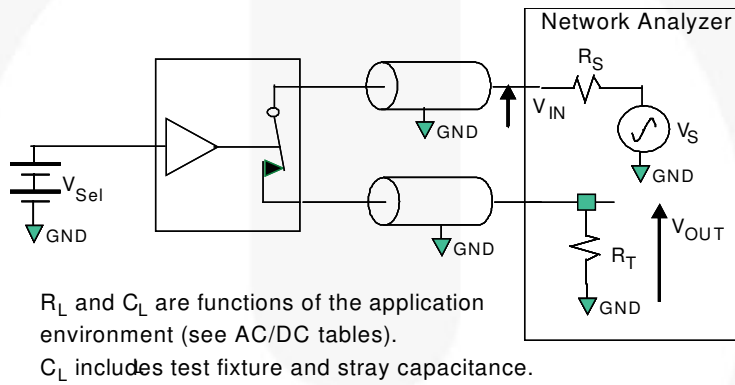 Network Analyzer
R_S
V_IN
GND
V_S
GND
V_Sel
GND
GND
V_OUT
R_T
GND
R_L and C_L are functions of the application
environment (see AC/DC tables).
C_L includes test fixture and stray capacitance.